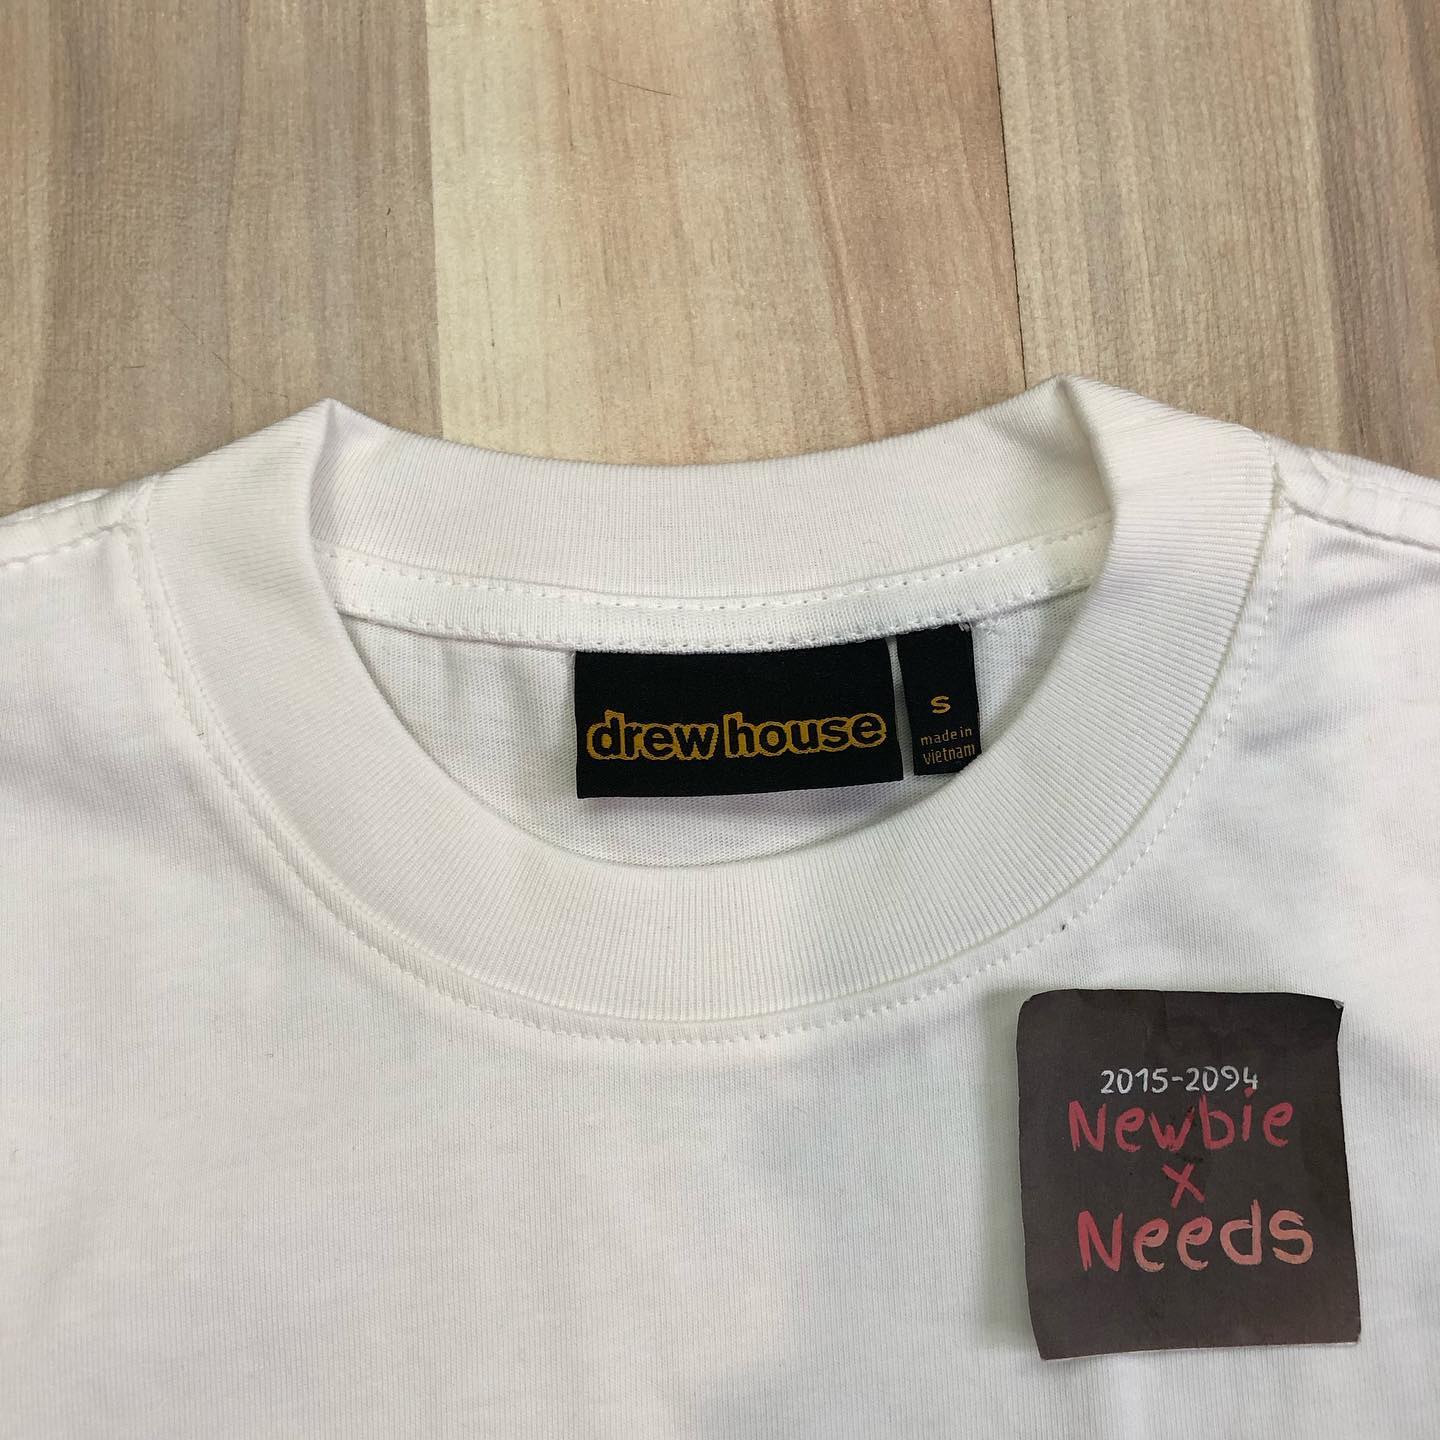 drew house
S
made in
Vietnam
2015-2094
Newbie
x
Needs